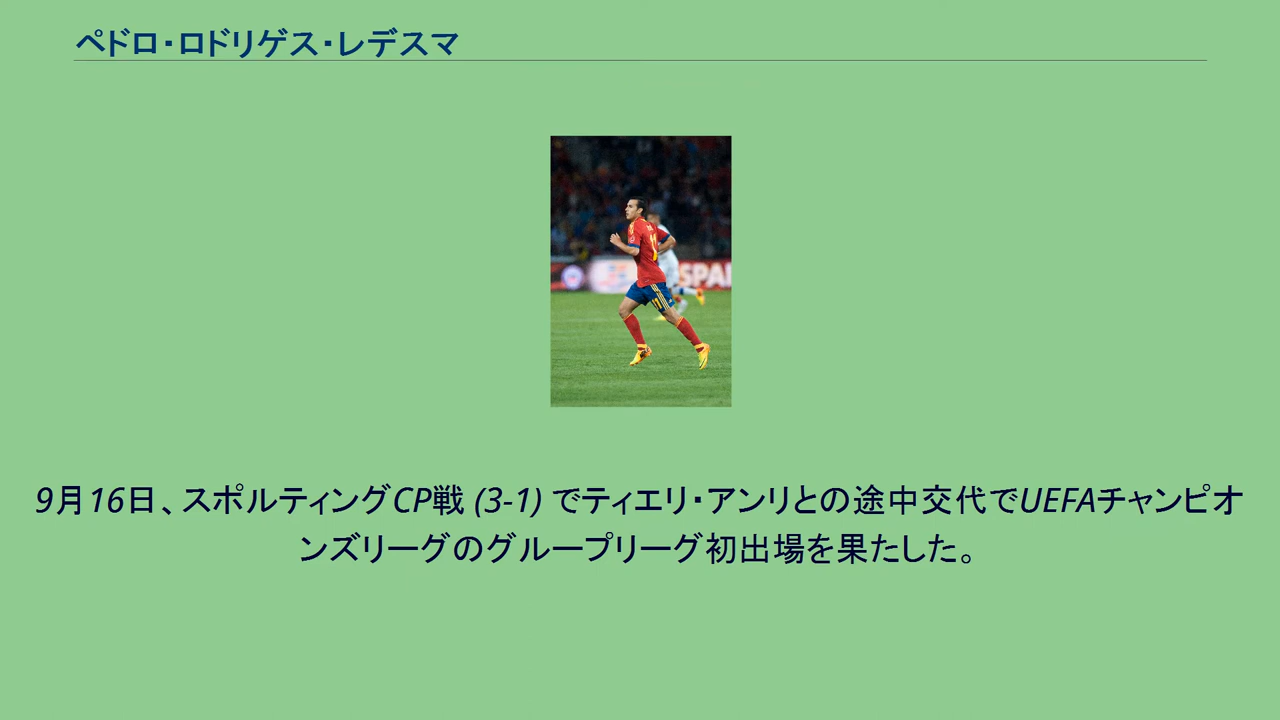 ペドロ・ロドリゲス・レデスマ
SPA
9月16日、スポルティングCP戦 (3-1) でティエリ・アンリとの途中交代でUEFAチャンピオ
ンズリーグのグループリーグ初出場を果たした。